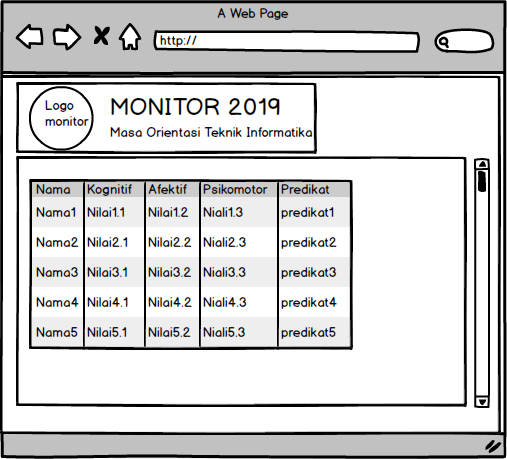 A Web Page
http://
Logo
monitor
MONITOR 2019
Masa Orientasi Teknik Informatika
Nama Kognitif Afektif Psikomotor Predikat
Nama1 Nilai1.1 Nilai1.2 Niali1.3 predikat1
Nama2 Nilai2.1 Nilai2.2 Niali2.3 predikat2
Nama3 Nilai3.1 Nilai3.2 Niali3.3 predikat3
Nama4 Nilai4.1 Nilai4.2 Niali4.3 predikat4
Nama5 Nilai5.1 Nilai5.2 Niali5.3 predikat5